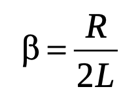 β = R / 2L